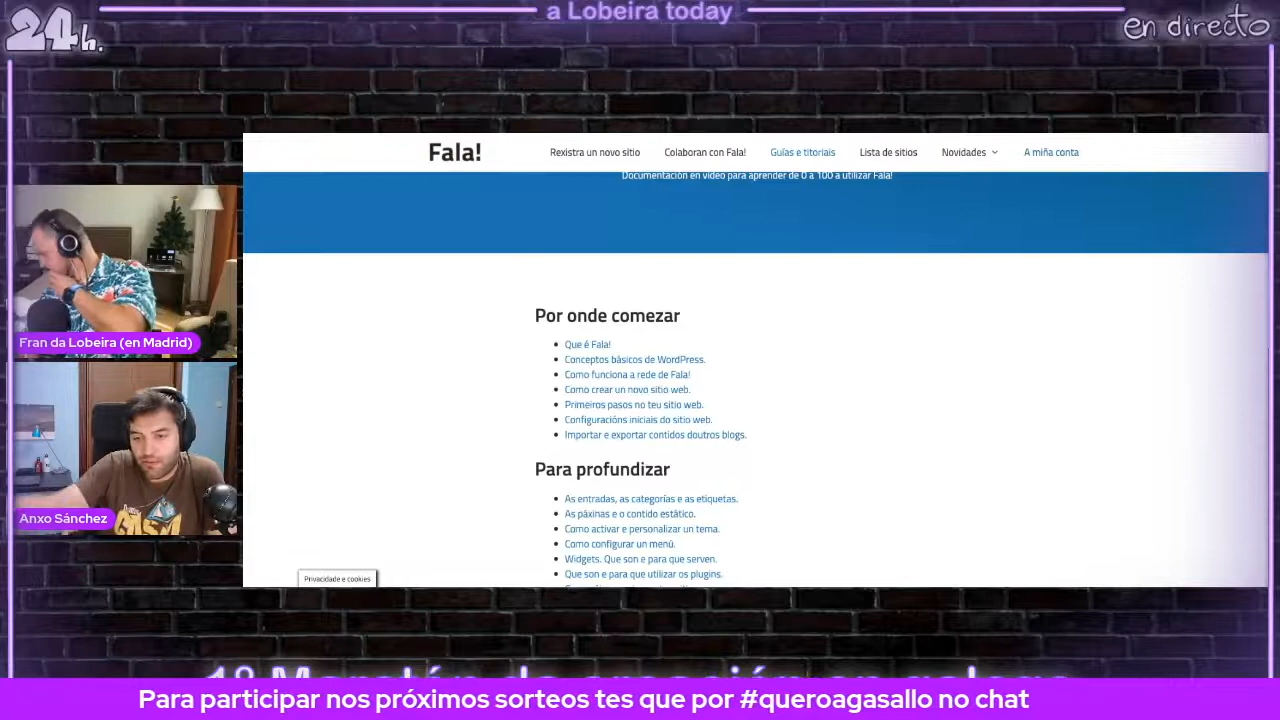 24h.
a Lobeira today
en directo
Fala!
Rexistra un novo sitio
Colaboran con Fala!
Guías e titoriais
Lista de sitios
Novidades
A miña conta
Documentación en vídeo para aprender de 0 a 100 a utilizar Fala!
Por onde comezar
Que é Fala!
Conceptos básicos de WordPress.
Como funciona a rede de Fala!
Como crear un novo sitio web.
Primeiros pasos no teu sitio web.
Configuracións iniciais do sitio web.
Importar e exportar contidos doutros blogs.
Para profundizar
As entradas, as categorías e as etiquetas.
As páxinas e o contido estático.
Como activar e personalizar un tema.
Como configurar un menú.
Widgets. Que son e para que serven.
Que son e para que utilizar os plugins.
Privacidade e cookies
Fran da Lobeira (en Madrid)
Anxo Sánchez
Para participar nos próximos sorteos tes que por #queroagasallo no chat